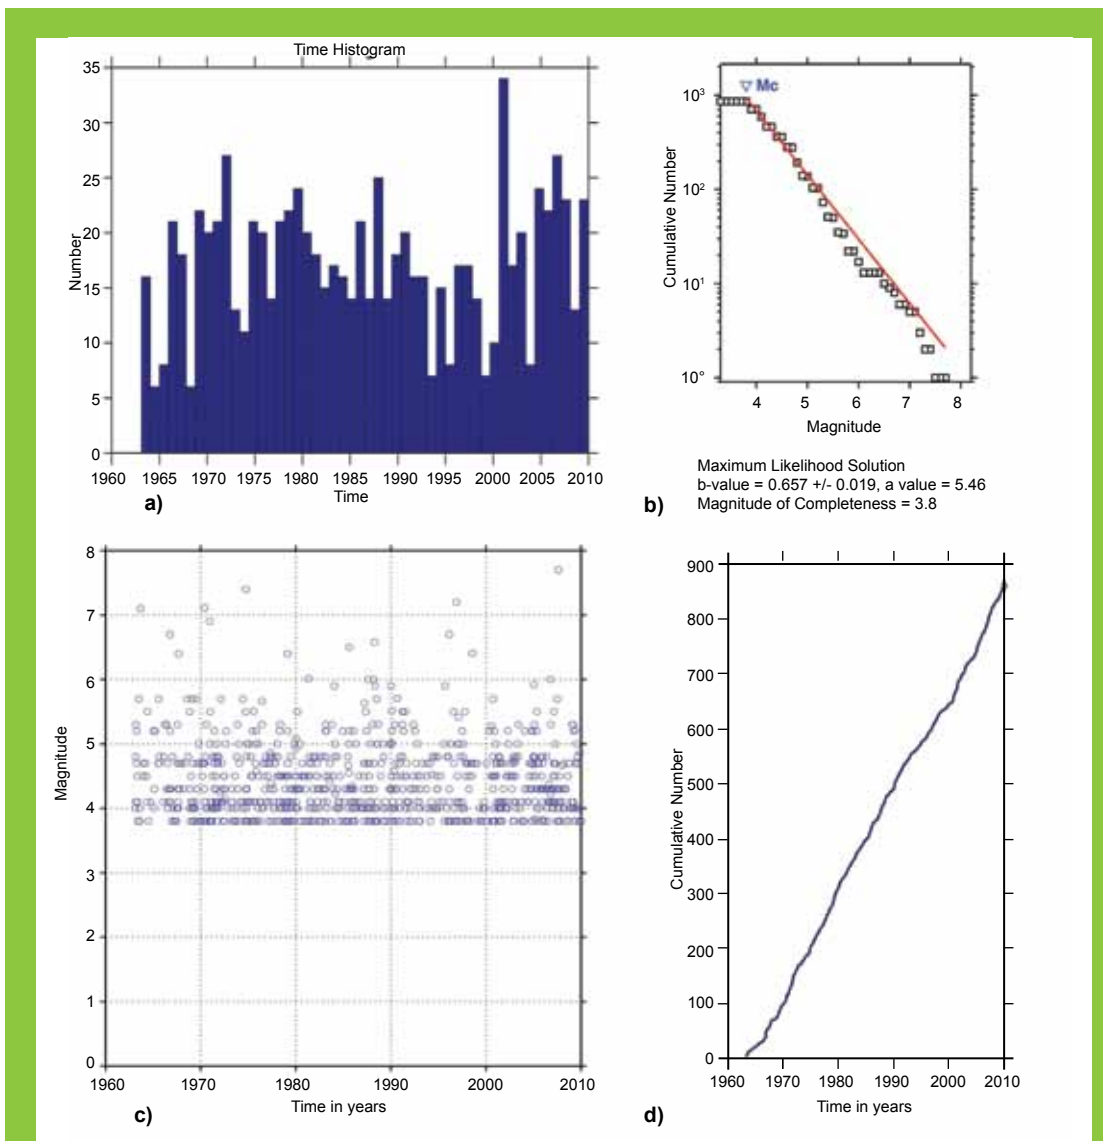 Time Histogram
35
30
25
20
15
10
5
0
Number
1960 1965 1970 1975 1980 1985 1990 1995 2000 2005 2010
Time
a)
Mc
10³
10²
10¹
10°
Cumulative Number
4 5 6 7 8
Magnitude
Maximum Likelihood Solution
b-value = 0.657 +/- 0.019, a value = 5.46
Magnitude of Completeness = 3.8
b)
8
7
6
5
4
3
2
1
0
Magnitude
1960 1970 1980 1990 2000 2010
Time in years
c)
900
800
700
600
500
400
300
200
100
0
Cumulative Number
1960 1970 1980 1990 2000 2010
Time in years
d)